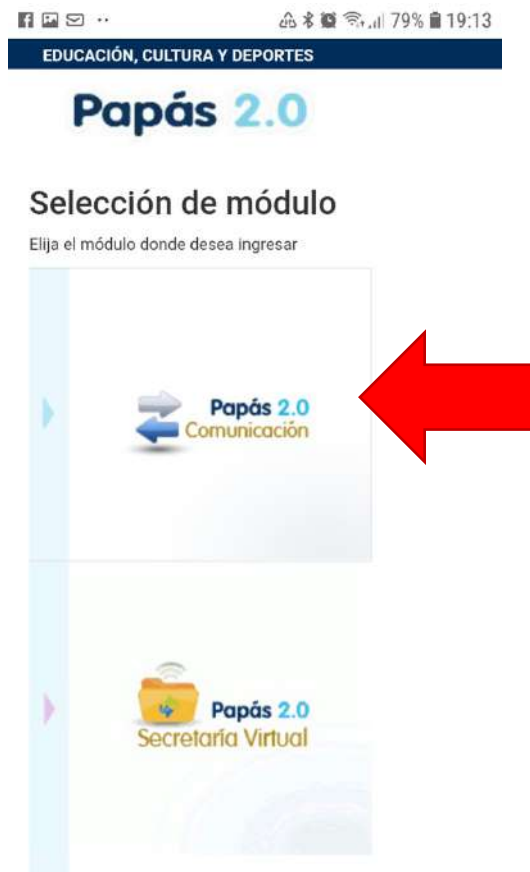 79% 19:13
EDUCACIÓN, CULTURA Y DEPORTES
Papás 2.0
Selección de módulo
Elija el módulo donde desea ingresar
Papás 2.0
Comunicación
Papás 2.0
Secretaría Virtual